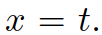 x = t.